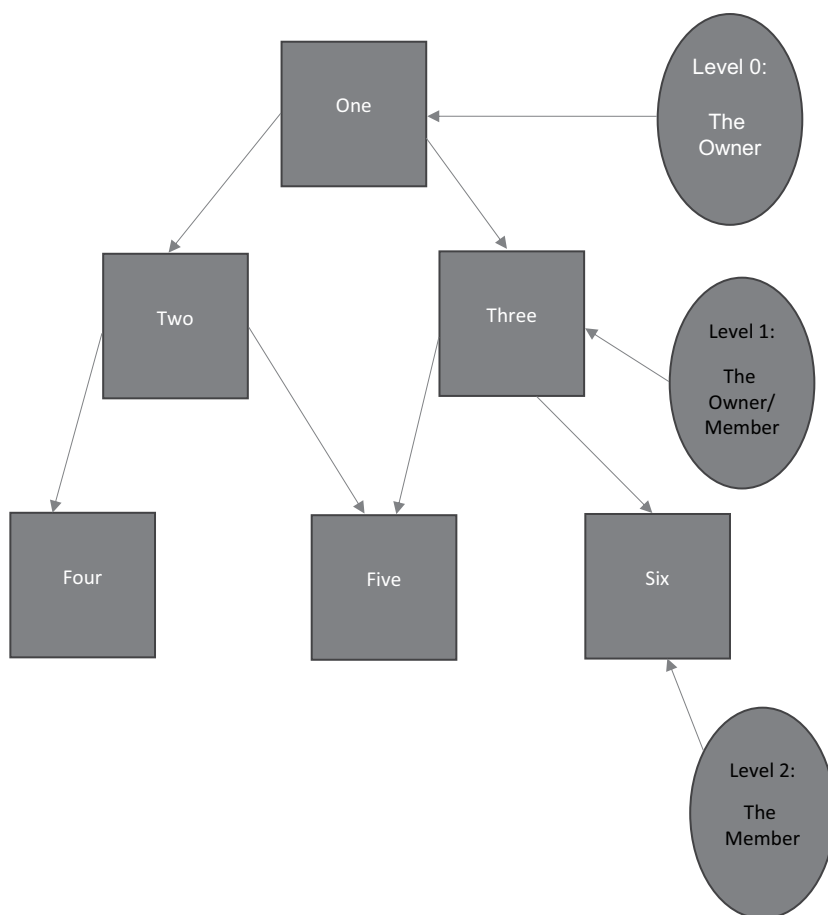 Level 0:
The
Owner
One
Two
Three
Level 1:
The
Owner/
Member
Four
Five
Six
Level 2:
The
Member